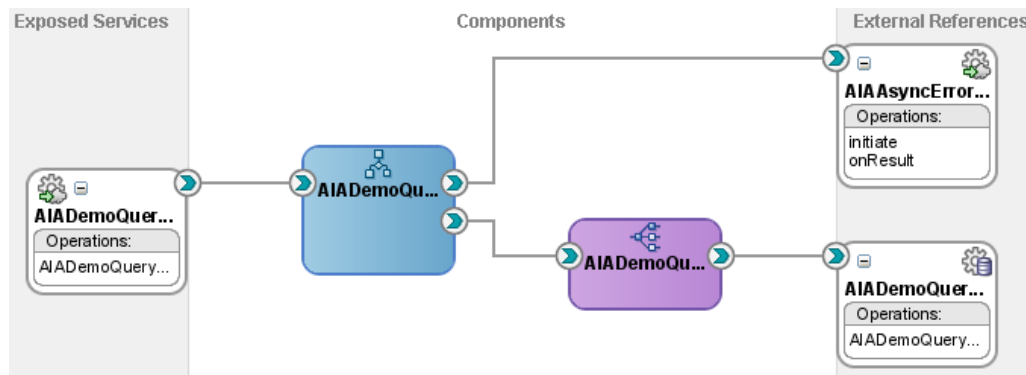 Exposed Services
Components
External References
AIADemoQuer...
Operations:
AIADemoQuery...
AIADemoQu...
AIADemoQu...
AIAAsyncError...
Operations:
initiate
onResult
AIADemoQuer...
Operations:
AIADemoQuery...